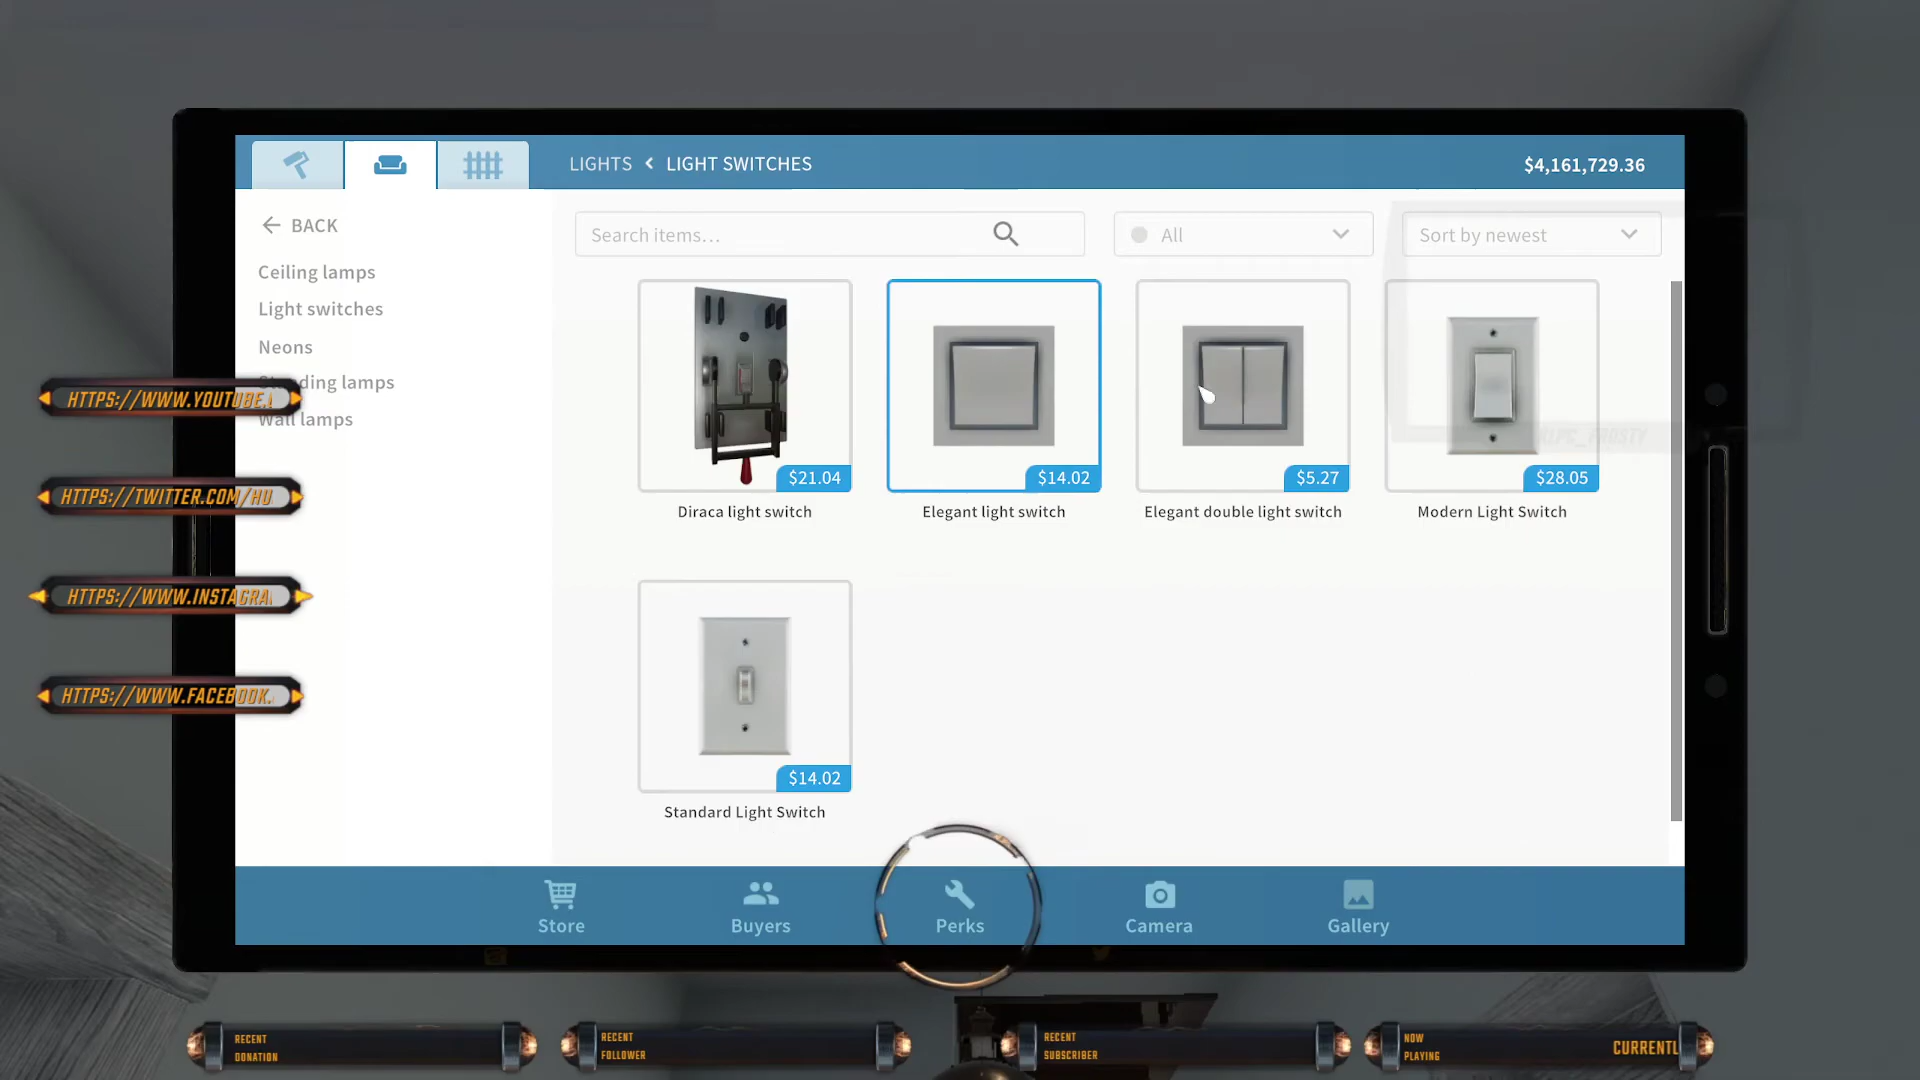 LIGHTS < LIGHT SWITCHES
$4,161,729.36
BACK
Search items...
All
Sort by newest
Ceiling lamps
Light switches
Neons
Standing lamps
Wall lamps
HTTPS://WWW.YOUTUBE.
HTTPS://TWITTER.COM/HU
HTTPS://WWW.INSTAGRA
HTTPS://WWW.FACEBOOK.
$21.04
$14.02
$5.27
$28.05
Diraca light switch
Elegant light switch
Elegant double light switch
Modern Light Switch
$14.02
Standard Light Switch
Store
Buyers
Perks
Camera
Gallery
RECENT
DONATION
RECENT
FOLLOWER
RECENT
SUBSCRIBER
NOW
PLAYING
CURRENTL